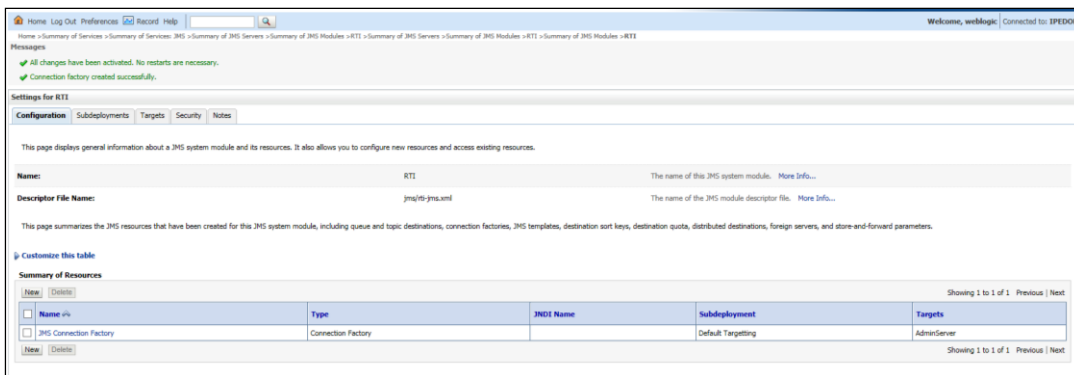 Home Log Out Preferences Record Help Welcome, weblogic Connected to: IPEDO
Home >Summary of Services >Summary of Services: JMS >Summary of JMS Servers >Summary of JMS Modules >RTI >Summary of JMS Servers >Summary of JMS Modules >RTI >Summary of JMS Modules >RTI
Messages
All changes have been activated. No restarts are necessary.
Connection factory created successfully.
Settings for RTI
Configuration Subdeployments Targets Security Notes
This page displays general information about a JMS system module and its resources. It also allows you to configure new resources and access existing resources.
Name: RTI The name of this JMS system module. More Info...
Descriptor File Name: jms/rti-jms.xml The name of the JMS module descriptor file. More Info...
This page summarizes the JMS resources that have been created for this JMS system module, including queue and topic destinations, connection factories, JMS templates, destination sort keys, destination quota, distributed destinations, foreign servers, and store-and-forward parameters.
Customize this table
Summary of Resources
New Delete Showing 1 to 1 of 1 Previous | Next
Name Type JNDI Name Subdeployment Targets
JMS Connection Factory Connection Factory Default Targetting AdminServer
New Delete Showing 1 to 1 of 1 Previous | Next